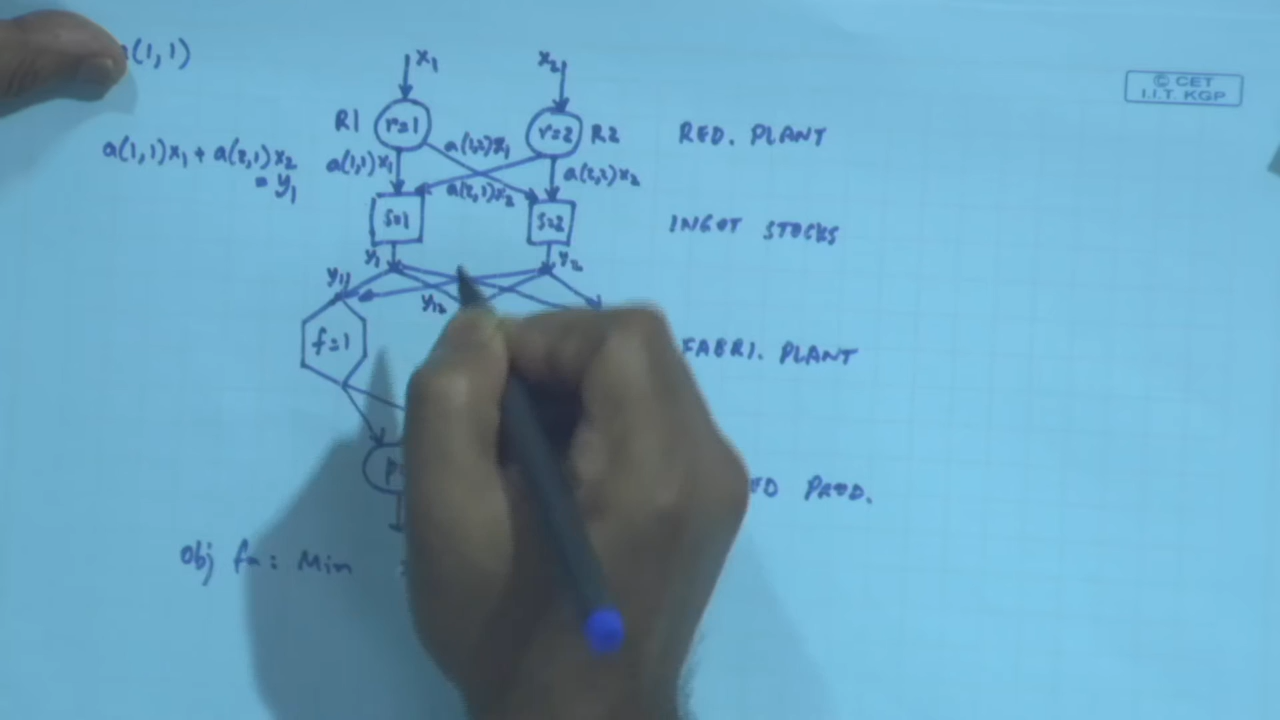 (1,1)
x₁
x₂
© CET
I.I.T. KGP
R1
r=1
r=2
R2
RED. PLANT
a(1,1)x₁ + a(2,1)x₂
= y₁
a(1,1)x₁
a(1,2)x₁
a(2,1)x₂
a(2,2)x₂
S=1
S=2
INGOT STOCKS
y₁
y₂
y₁₁
y₁₂
f=1
FABRI. PLANT
P
ED PROD.
Obj fn: Min